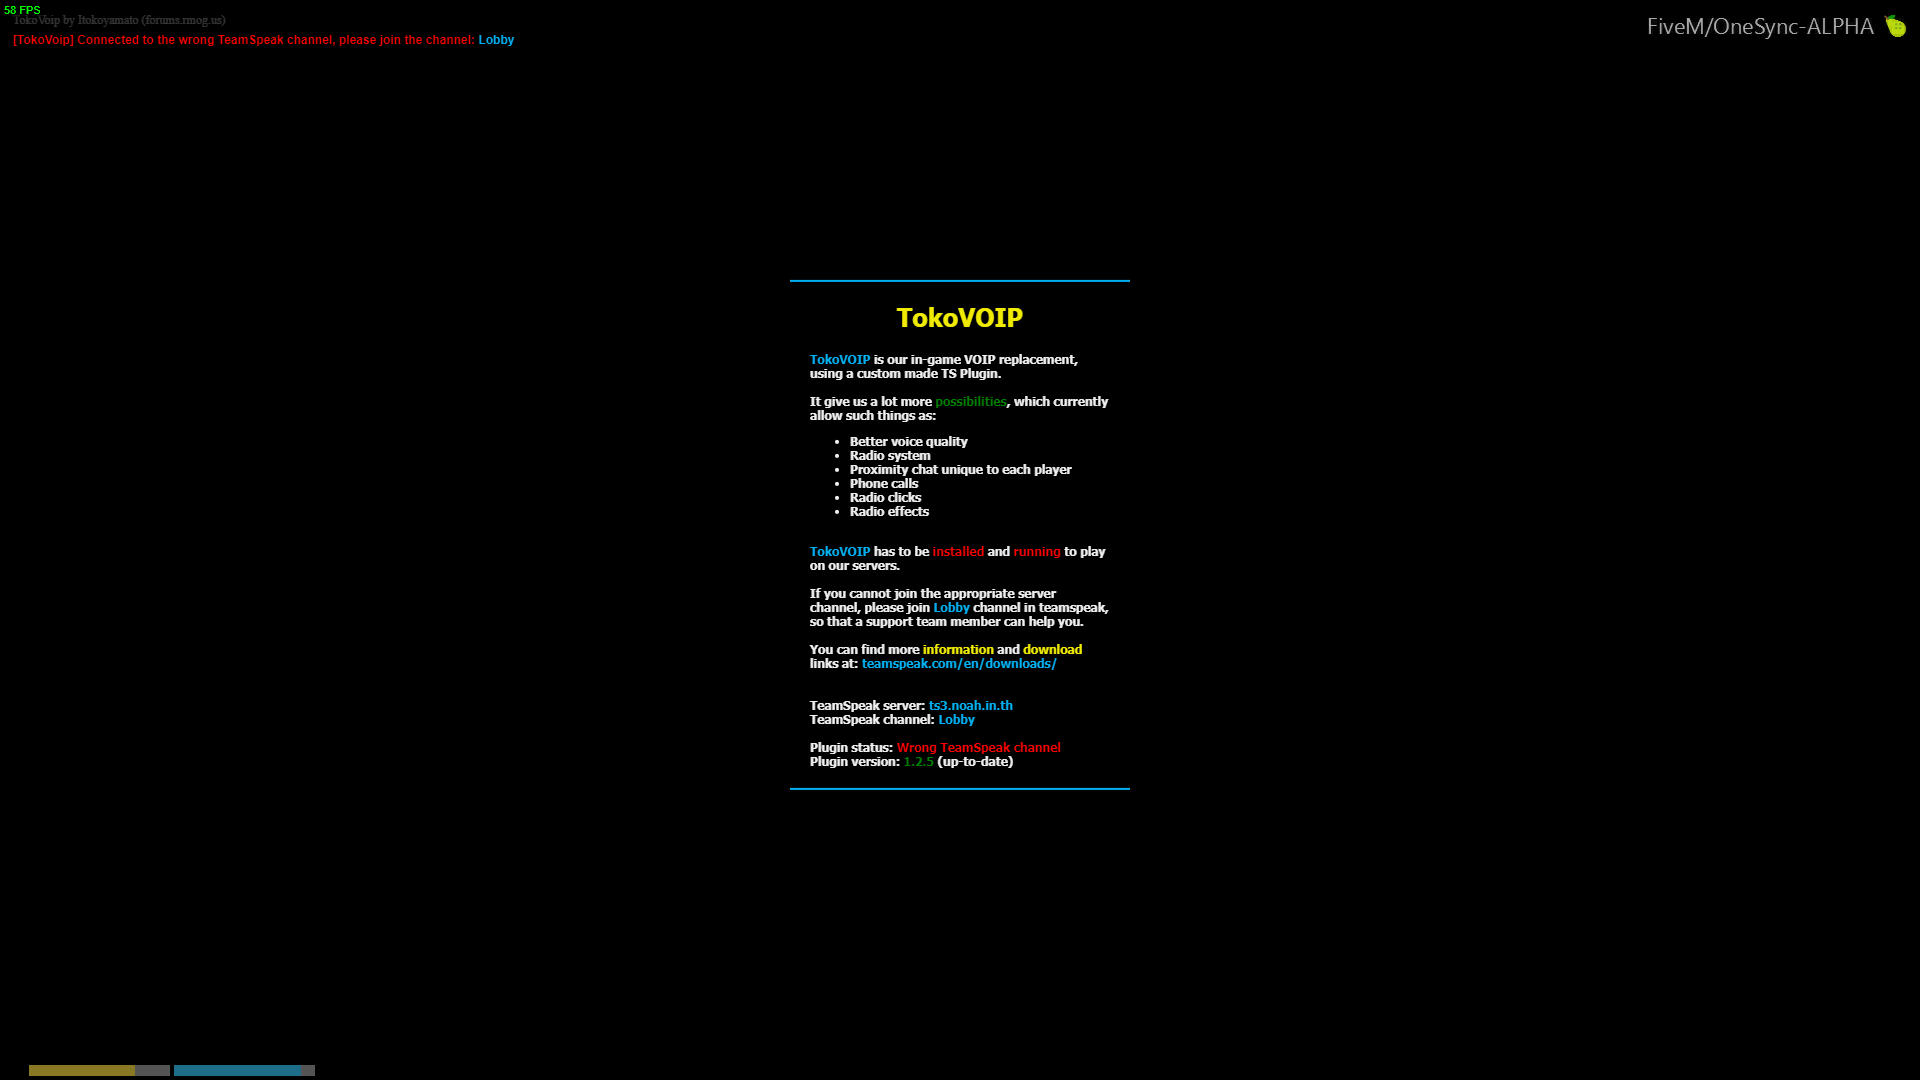 58 FPS
TokoVoip by Itokoyamato (forums.rmog.us)
[TokoVoip] Connected to the wrong TeamSpeak channel, please join the channel: Lobby
FiveM/OneSync-ALPHA
TokoVOIP
TokoVOIP is our in-game VOIP replacement,
using a custom made TS Plugin.
It give us a lot more possibilities, which currently
allow such things as:
• Better voice quality
• Radio system
• Proximity chat unique to each player
• Phone calls
• Radio clicks
• Radio effects
TokoVOIP has to be installed and running to play
on our servers.
If you cannot join the appropriate server
channel, please join Lobby channel in teamspeak,
so that a support team member can help you.
You can find more information and download
links at: teamspeak.com/en/downloads/
TeamSpeak server: ts3.noah.in.th
TeamSpeak channel: Lobby
Plugin status: Wrong TeamSpeak channel
Plugin version: 1.2.5 (up-to-date)